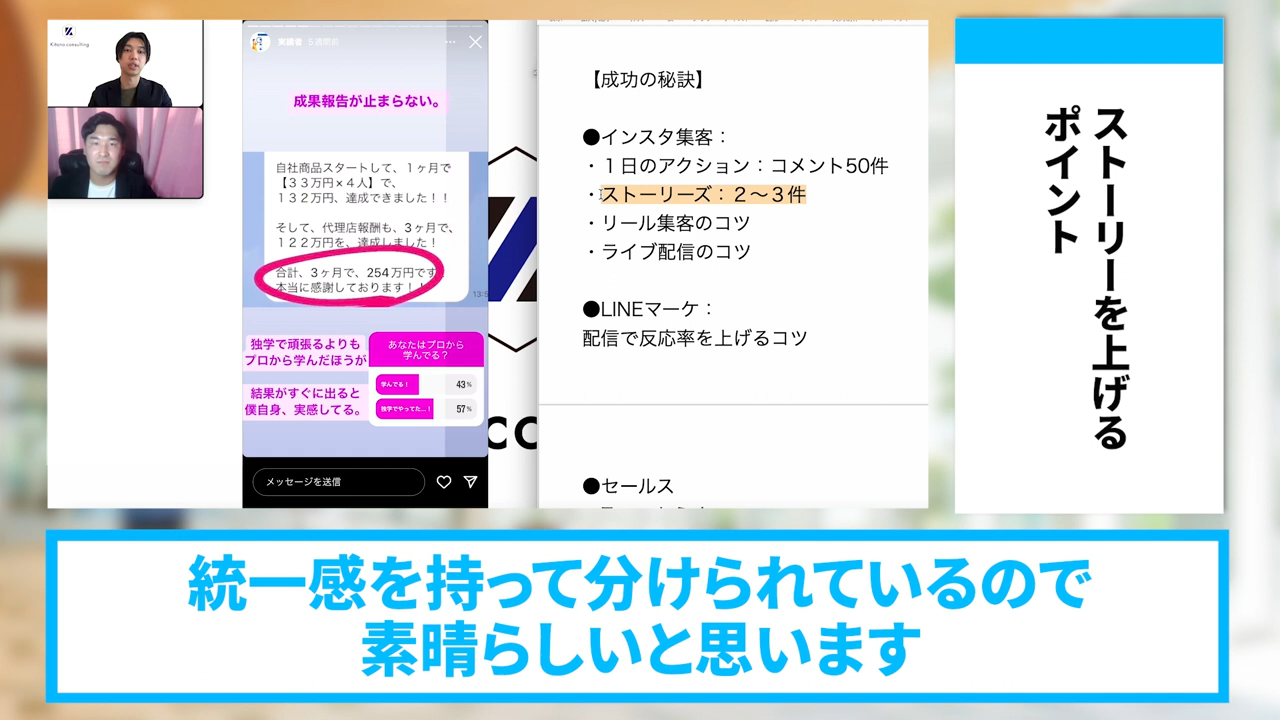 Kitano consulting
実績者 5週間前
成果報告が止まらない。
自社商品スタートして、１ヶ月で
【３３万円×４人】で、
１３２万円、達成できました！！
そして、代理店報酬も、３ヶ月で、
１２２万円を、達成しました！
合計、３ヶ月で、254万円です
本当に感謝しております！！
独学で頑張るよりも
プロから学んだほうが
結果がすぐに出ると
僕自身、実感してる。
あなたはプロから
学んでる？
学んでる！ 43%
独学でやってた…！ 57%
メッセージを送信
【成功の秘訣】
●インスタ集客：
・１日のアクション：コメント50件
・ストーリーズ：２〜３件
・リール集客のコツ
・ライブ配信のコツ
●LINEマーケ：
配信で反応率を上げるコツ
●セールス
ストーリーを上げる
ポイント
統一感を持って分けられているので
素晴らしいと思います